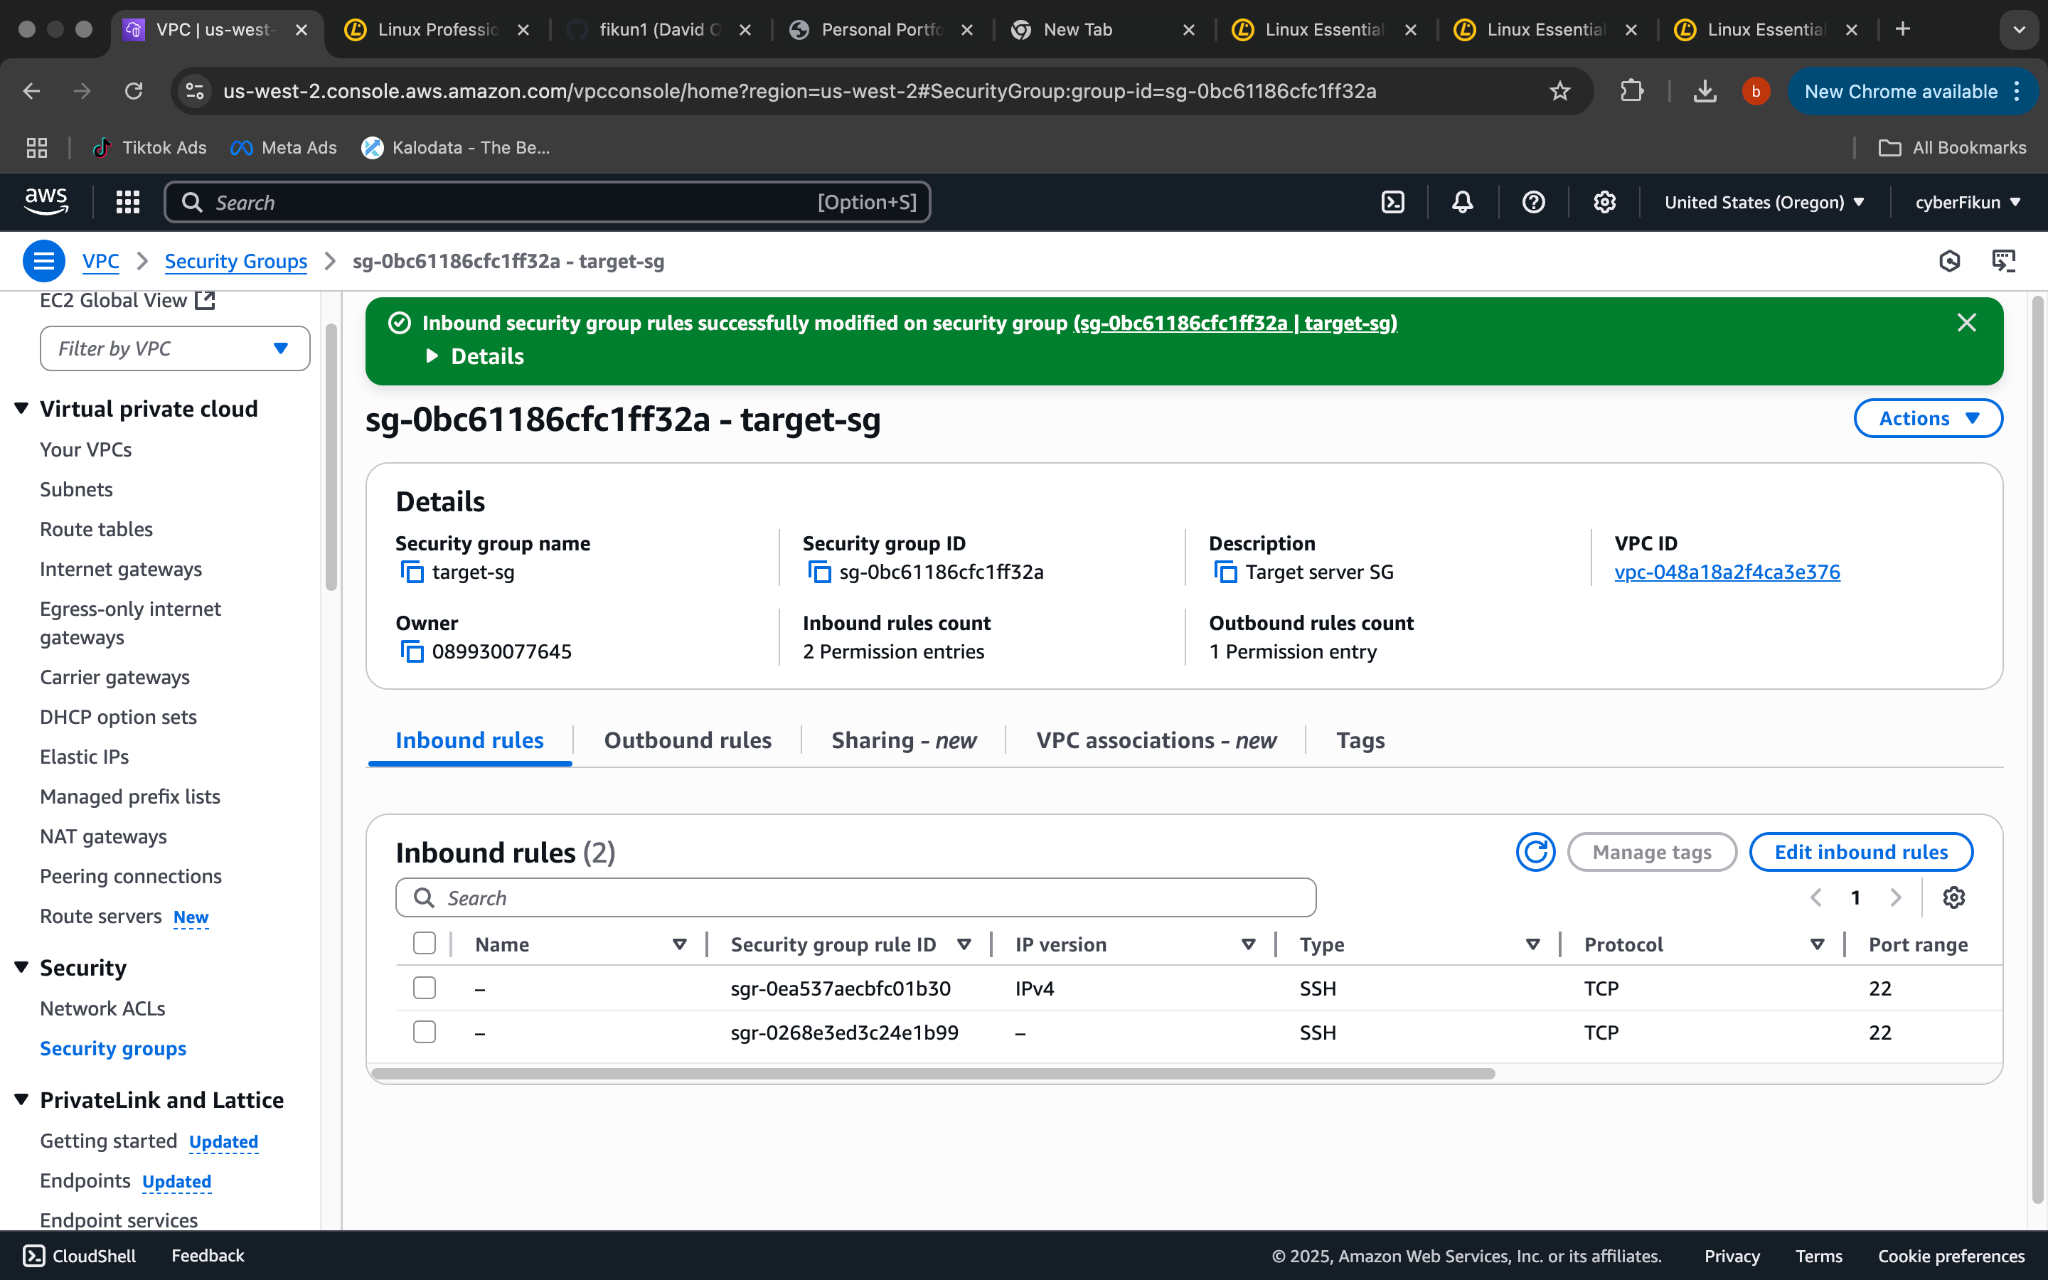 VPC | us-west-
Linux Professio
fikun1 (David O
Personal Portfo
New Tab
Linux Essential
Linux Essential
Linux Essential
us-west-2.console.aws.amazon.com/vpcconsole/home?region=us-west-2#SecurityGroup:group-id=sg-0bc61186cfc1ff32a
b
New Chrome available
Tiktok Ads
Meta Ads
Kalodata - The Be...
All Bookmarks
aws
Search
[Option+S]
United States (Oregon)
cyberFikun
VPC
Security Groups
sg-0bc61186cfc1ff32a - target-sg
EC2 Global View
Filter by VPC
Virtual private cloud
Your VPCs
Subnets
Route tables
Internet gateways
Egress-only internet
gateways
Carrier gateways
DHCP option sets
Elastic IPs
Managed prefix lists
NAT gateways
Peering connections
Route servers New
Security
Network ACLs
Security groups
PrivateLink and Lattice
Getting started Updated
Endpoints Updated
Endpoint services
Inbound security group rules successfully modified on security group (sg-0bc61186cfc1ff32a | target-sg)
Details
sg-0bc61186cfc1ff32a - target-sg
Actions
Details
Security group name
target-sg
Security group ID
sg-0bc61186cfc1ff32a
Description
Target server SG
VPC ID
vpc-048a18a2f4ca3e376
Owner
089930077645
Inbound rules count
2 Permission entries
Outbound rules count
1 Permission entry
Inbound rules
Outbound rules
Sharing - new
VPC associations - new
Tags
Inbound rules (2)
Manage tags
Edit inbound rules
Search
1
Name Security group rule ID IP version Type Protocol Port range
– sgr-0ea537aecbfc01b30 IPv4 SSH TCP 22
– sgr-0268e3ed3c24e1b99 – SSH TCP 22
CloudShell
Feedback
© 2025, Amazon Web Services, Inc. or its affiliates.
Privacy
Terms
Cookie preferences